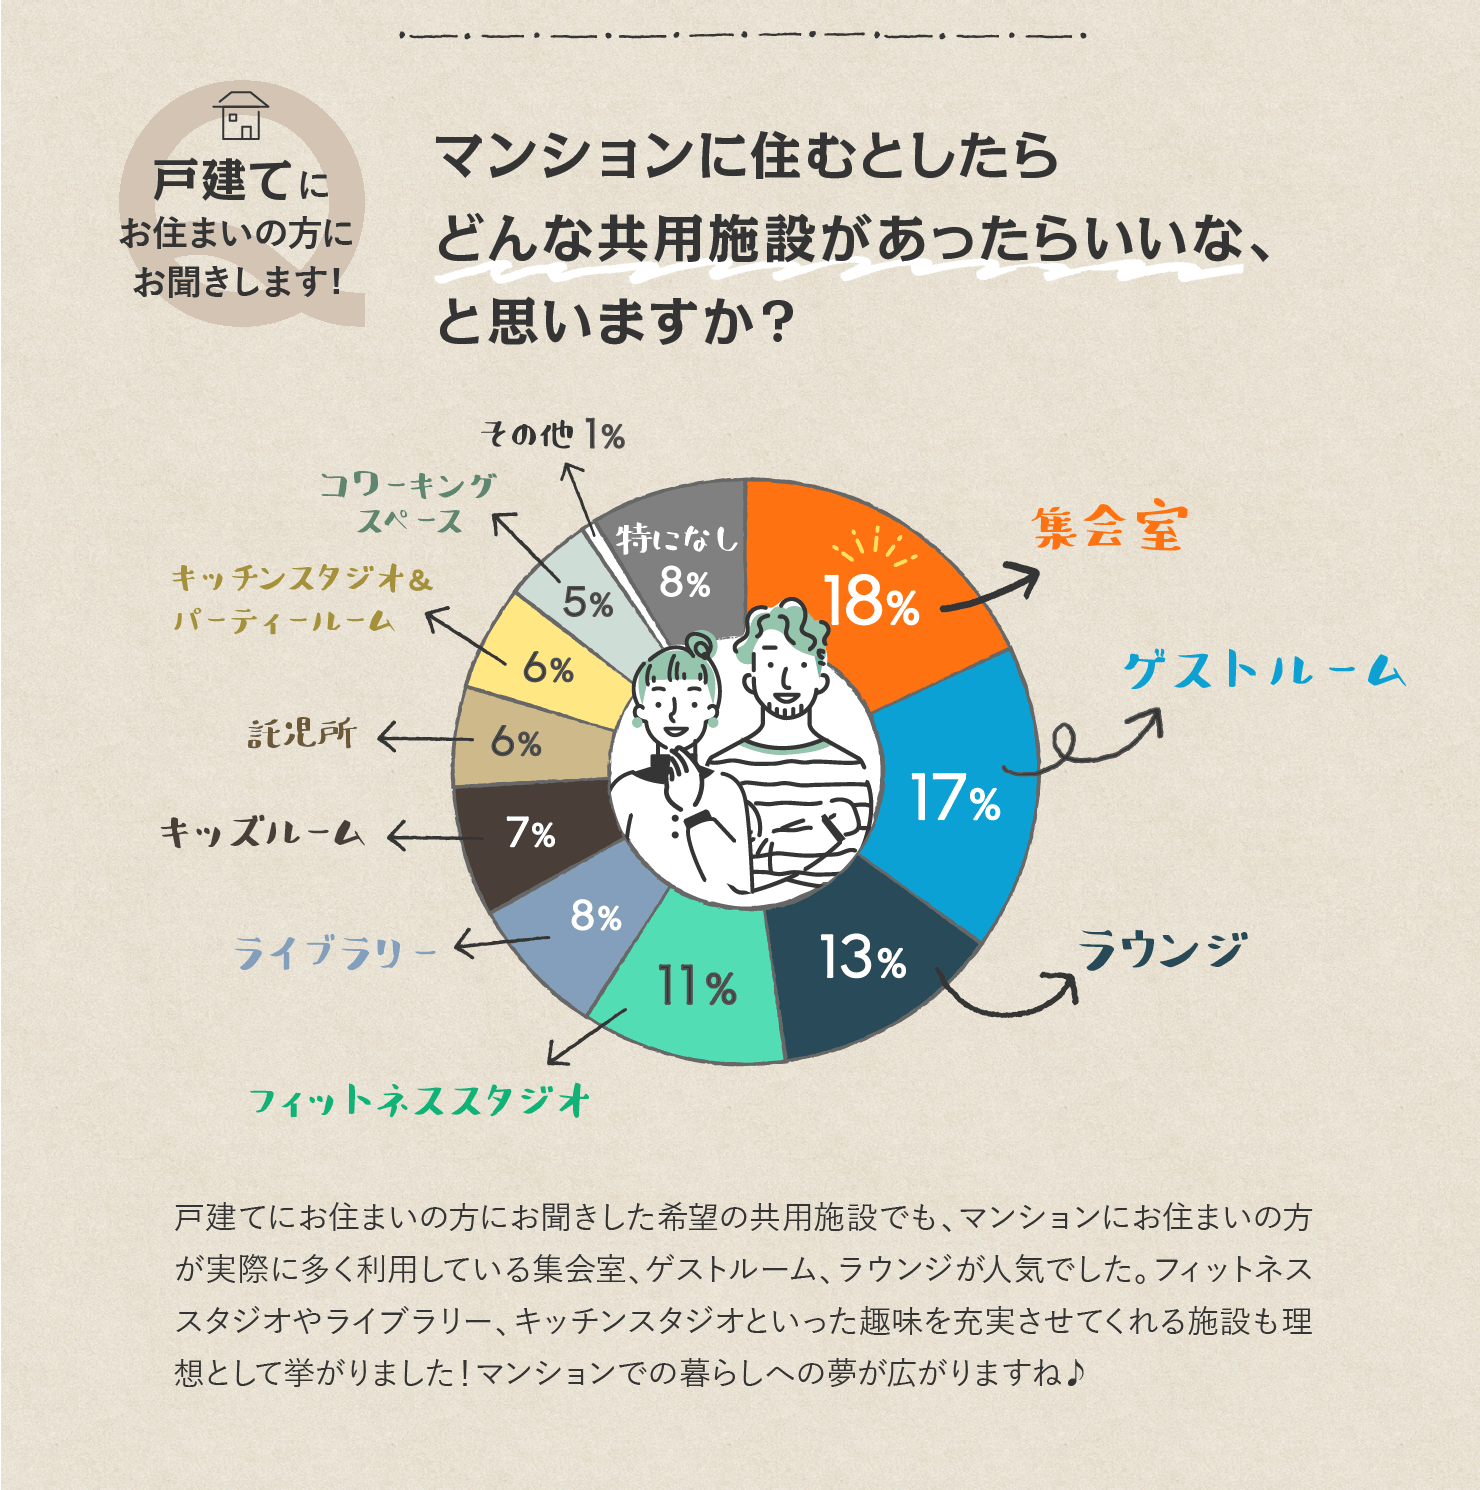 戸建てに
お住まいの方に
お聞きします！
マンションに住むとしたら
どんな共用施設があったらいいな、
と思いますか？
その他 1%
コワーキング
スペース
5%
特になし
8%
集会室
18%
キッチンスタジオ&
パーティールーム
6%
ゲストルーム
17%
託児所
6%
キッズルーム
7%
ライブラリー
8%
ラウンジ
13%
11%
フィットネススタジオ
戸建てにお住まいの方にお聞きした希望の共用施設でも、マンションにお住まいの方
が実際に多く利用している集会室、ゲストルーム、ラウンジが人気でした。フィットネス
スタジオやライブラリー、キッチンスタジオといった趣味を充実させてくれる施設も理
想として挙がりました！マンションでの暮らしへの夢が広がりますね♪